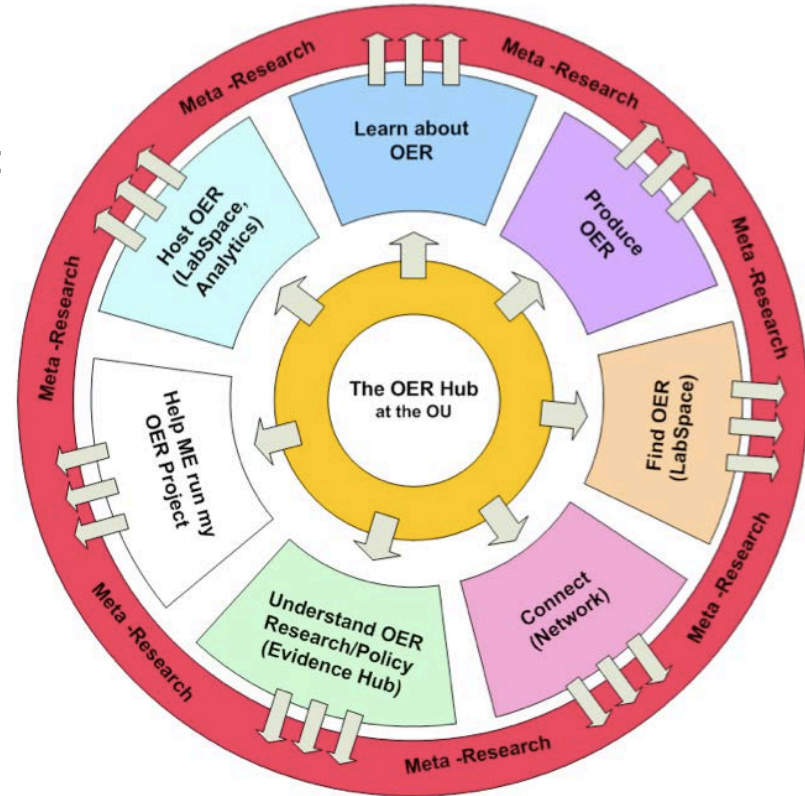 Meta -Research
Meta -Research
Learn about
OER
Produce
OER
Meta -Research
Find OER
(LabSpace)
Meta -Research
Connect
(Network)
Meta -Research
Understand OER
Research/Policy
(Evidence Hub)
Meta -Research
Help ME run my
OER Project
Meta -Research
Host OER
(LabSpace,
Analytics)
The OER Hub
at the OU